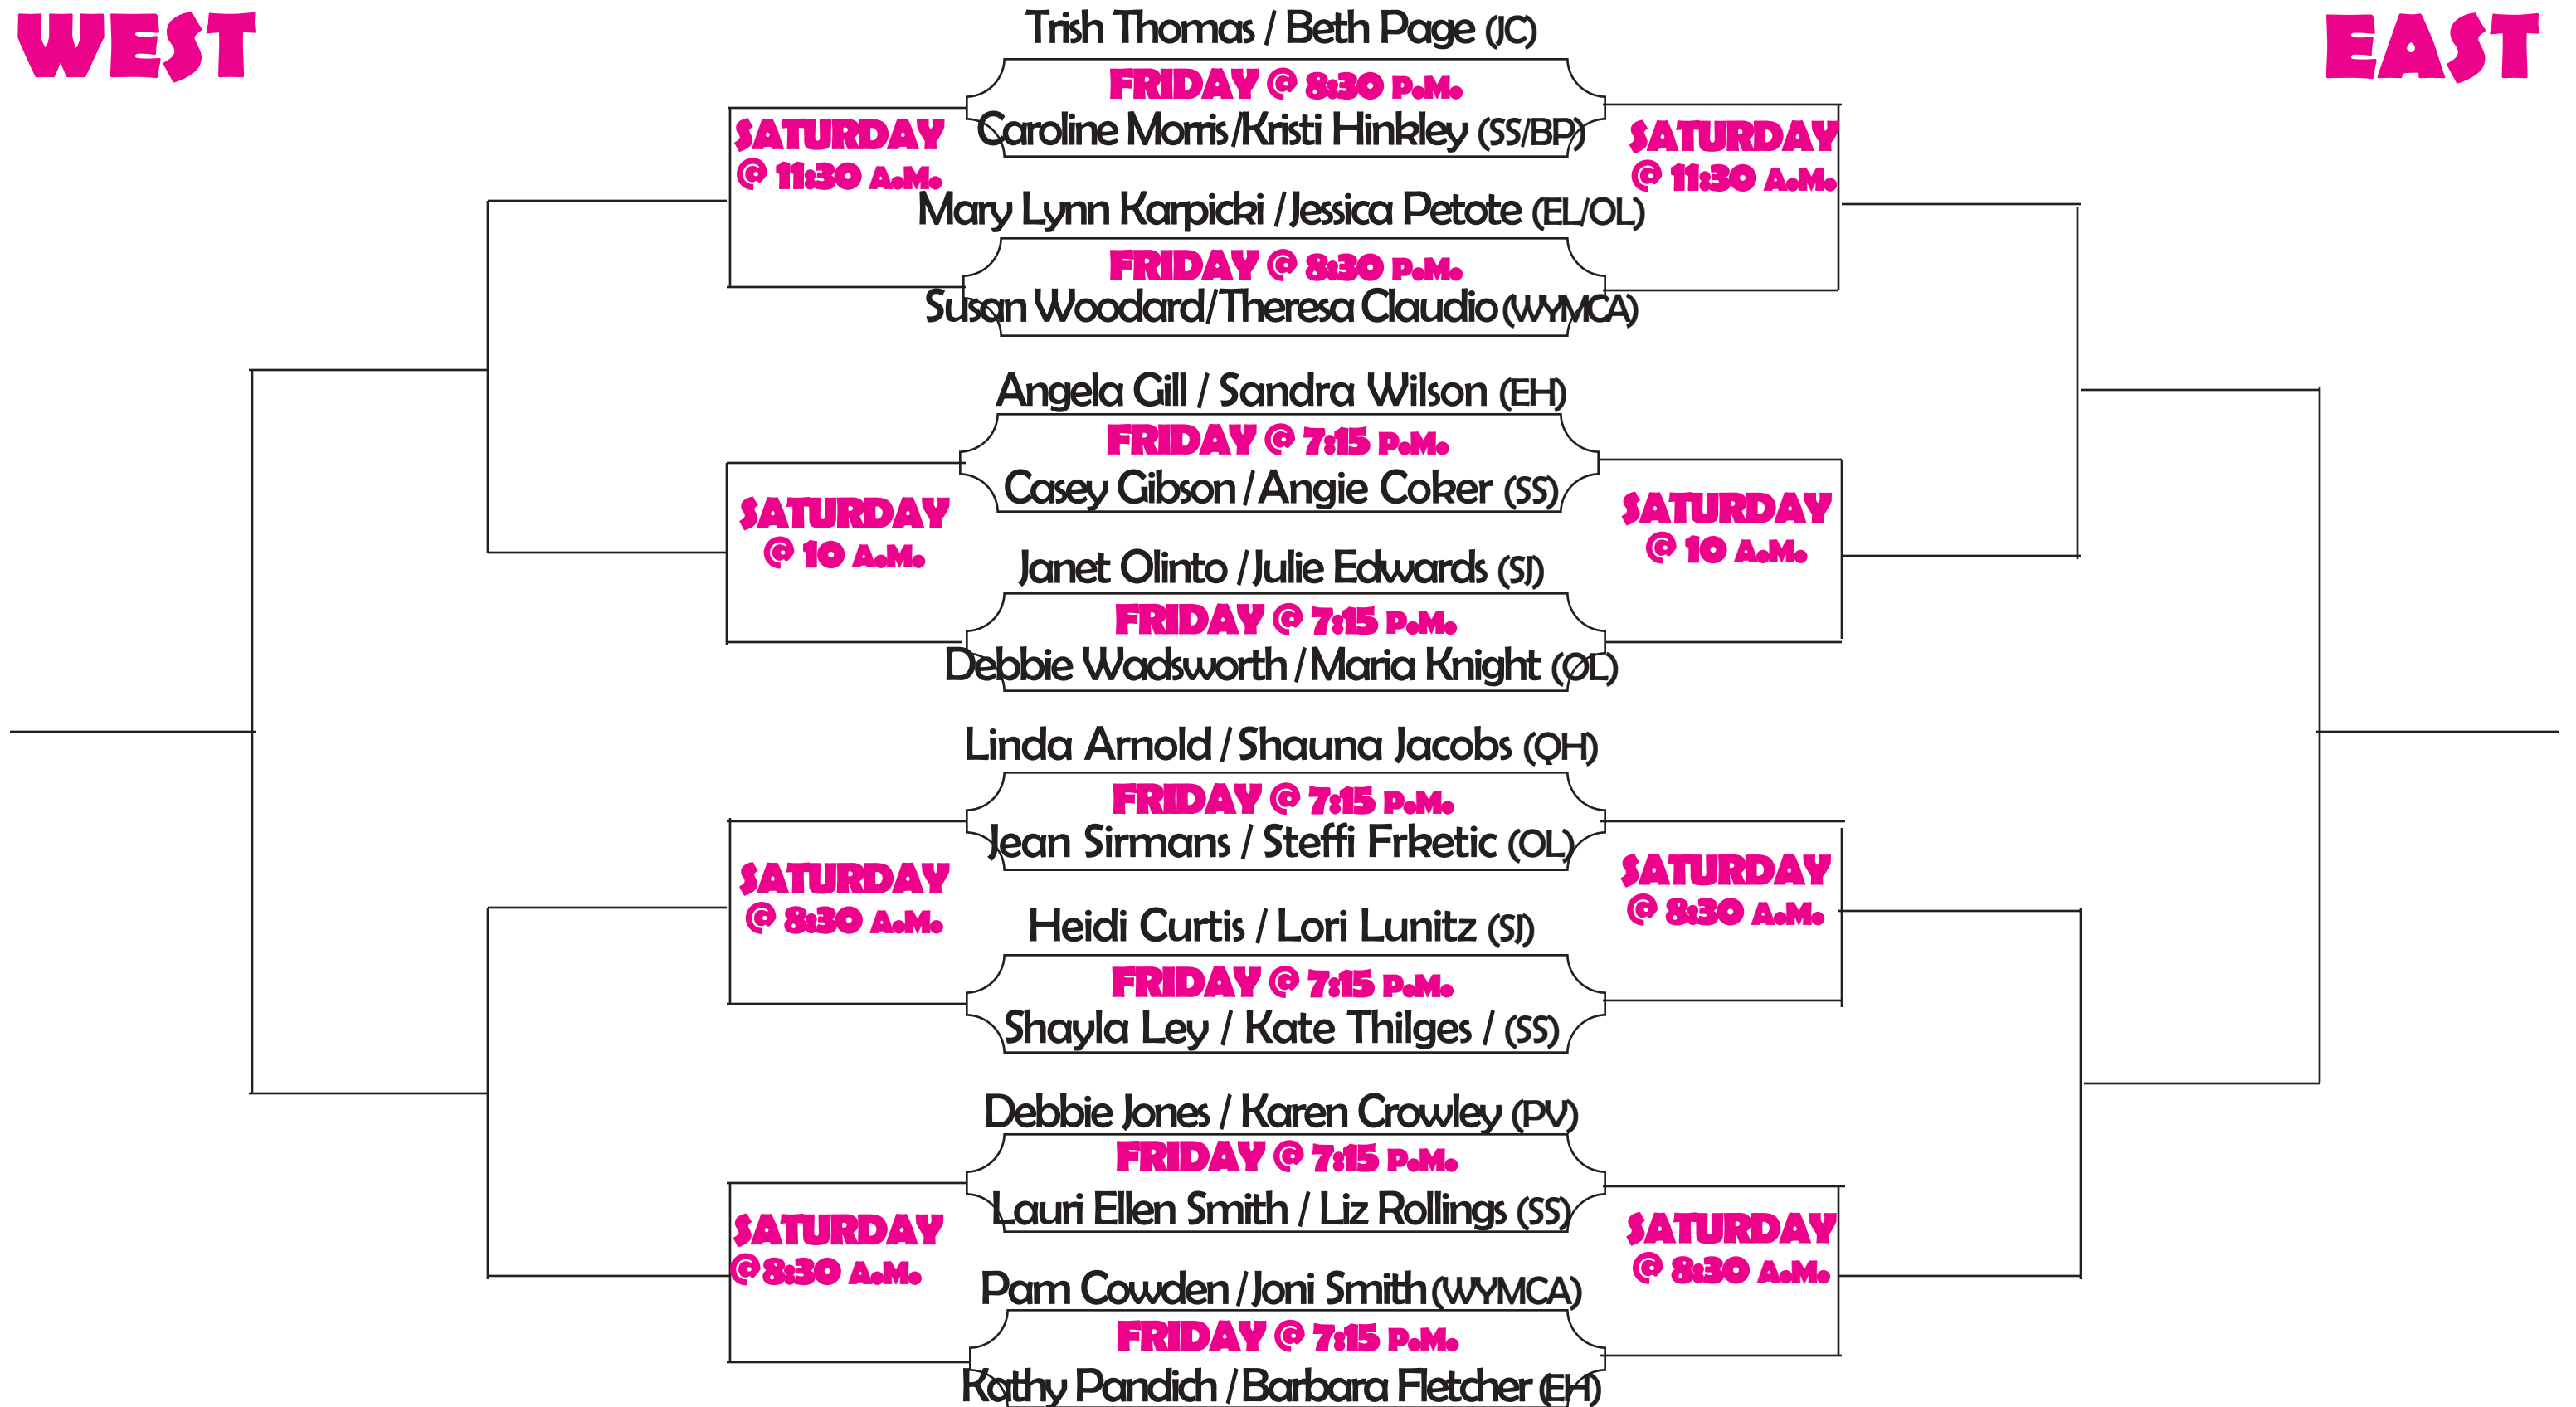 WEST
EAST
Trish Thomas / Beth Page (JC)
FRIDAY @ 8:30 P.M.
Caroline Morris/Kristi Hinkley (SS/BP)
SATURDAY
@ 11:30 A.M.
SATURDAY
@ 11:30 A.M.
Mary Lynn Karpicki / Jessica Petote (EL/OL)
FRIDAY @ 8:30 P.M.
Susan Woodard/Theresa Claudio (WYMCA)
Angela Gill / Sandra Wilson (EH)
FRIDAY @ 7:15 P.M.
Casey Gibson / Angie Coker (SS)
SATURDAY
@ 10 A.M.
SATURDAY
@ 10 A.M.
Janet Olinto / Julie Edwards (SJ)
FRIDAY @ 7:15 P.M.
Debbie Wadsworth / Maria Knight (OL)
Linda Arnold / Shauna Jacobs (QH)
FRIDAY @ 7:15 P.M.
Jean Sirmans / Steffi Frketic (OL)
SATURDAY
@ 8:30 A.M.
SATURDAY
@ 8:30 A.M.
Heidi Curtis / Lori Lunitz (SJ)
FRIDAY @ 7:15 P.M.
Shayla Ley / Kate Thilges / (SS)
Debbie Jones / Karen Crowley (PV)
FRIDAY @ 7:15 P.M.
Lauri Ellen Smith / Liz Rollings (SS)
SATURDAY
@ 8:30 A.M.
SATURDAY
@ 8:30 A.M.
Pam Cowden / Joni Smith (WYMCA)
FRIDAY @ 7:15 P.M.
Kathy Pandich / Barbara Fletcher (EH)